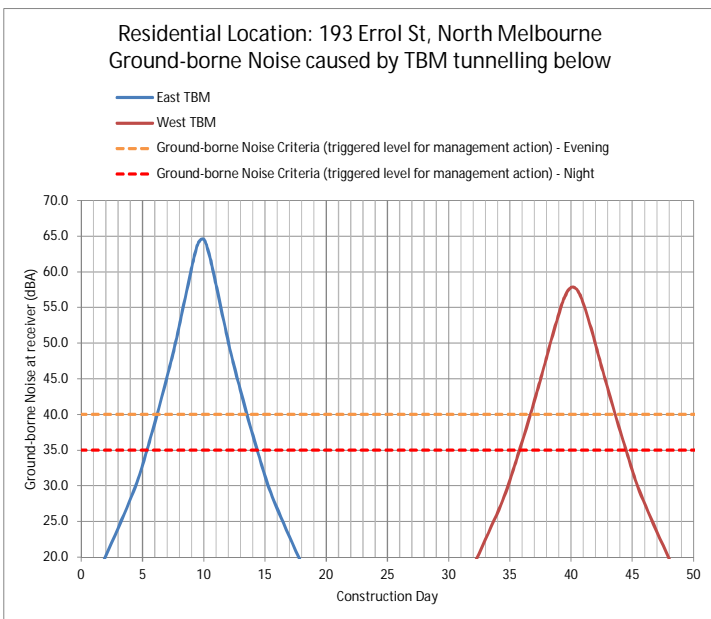 Residential Location: 193 Errol St, North Melbourne
Ground-borne Noise caused by TBM tunnelling below
East TBM
West TBM
Ground-borne Noise Criteria (triggered level for management action) - Evening
Ground-borne Noise Criteria (triggered level for management action) - Night
Ground-borne Noise at receiver (dBA)
70.0
65.0
60.0
55.0
50.0
45.0
40.0
35.0
30.0
25.0
20.0
0 5 10 15 20 25 30 35 40 45 50
Construction Day